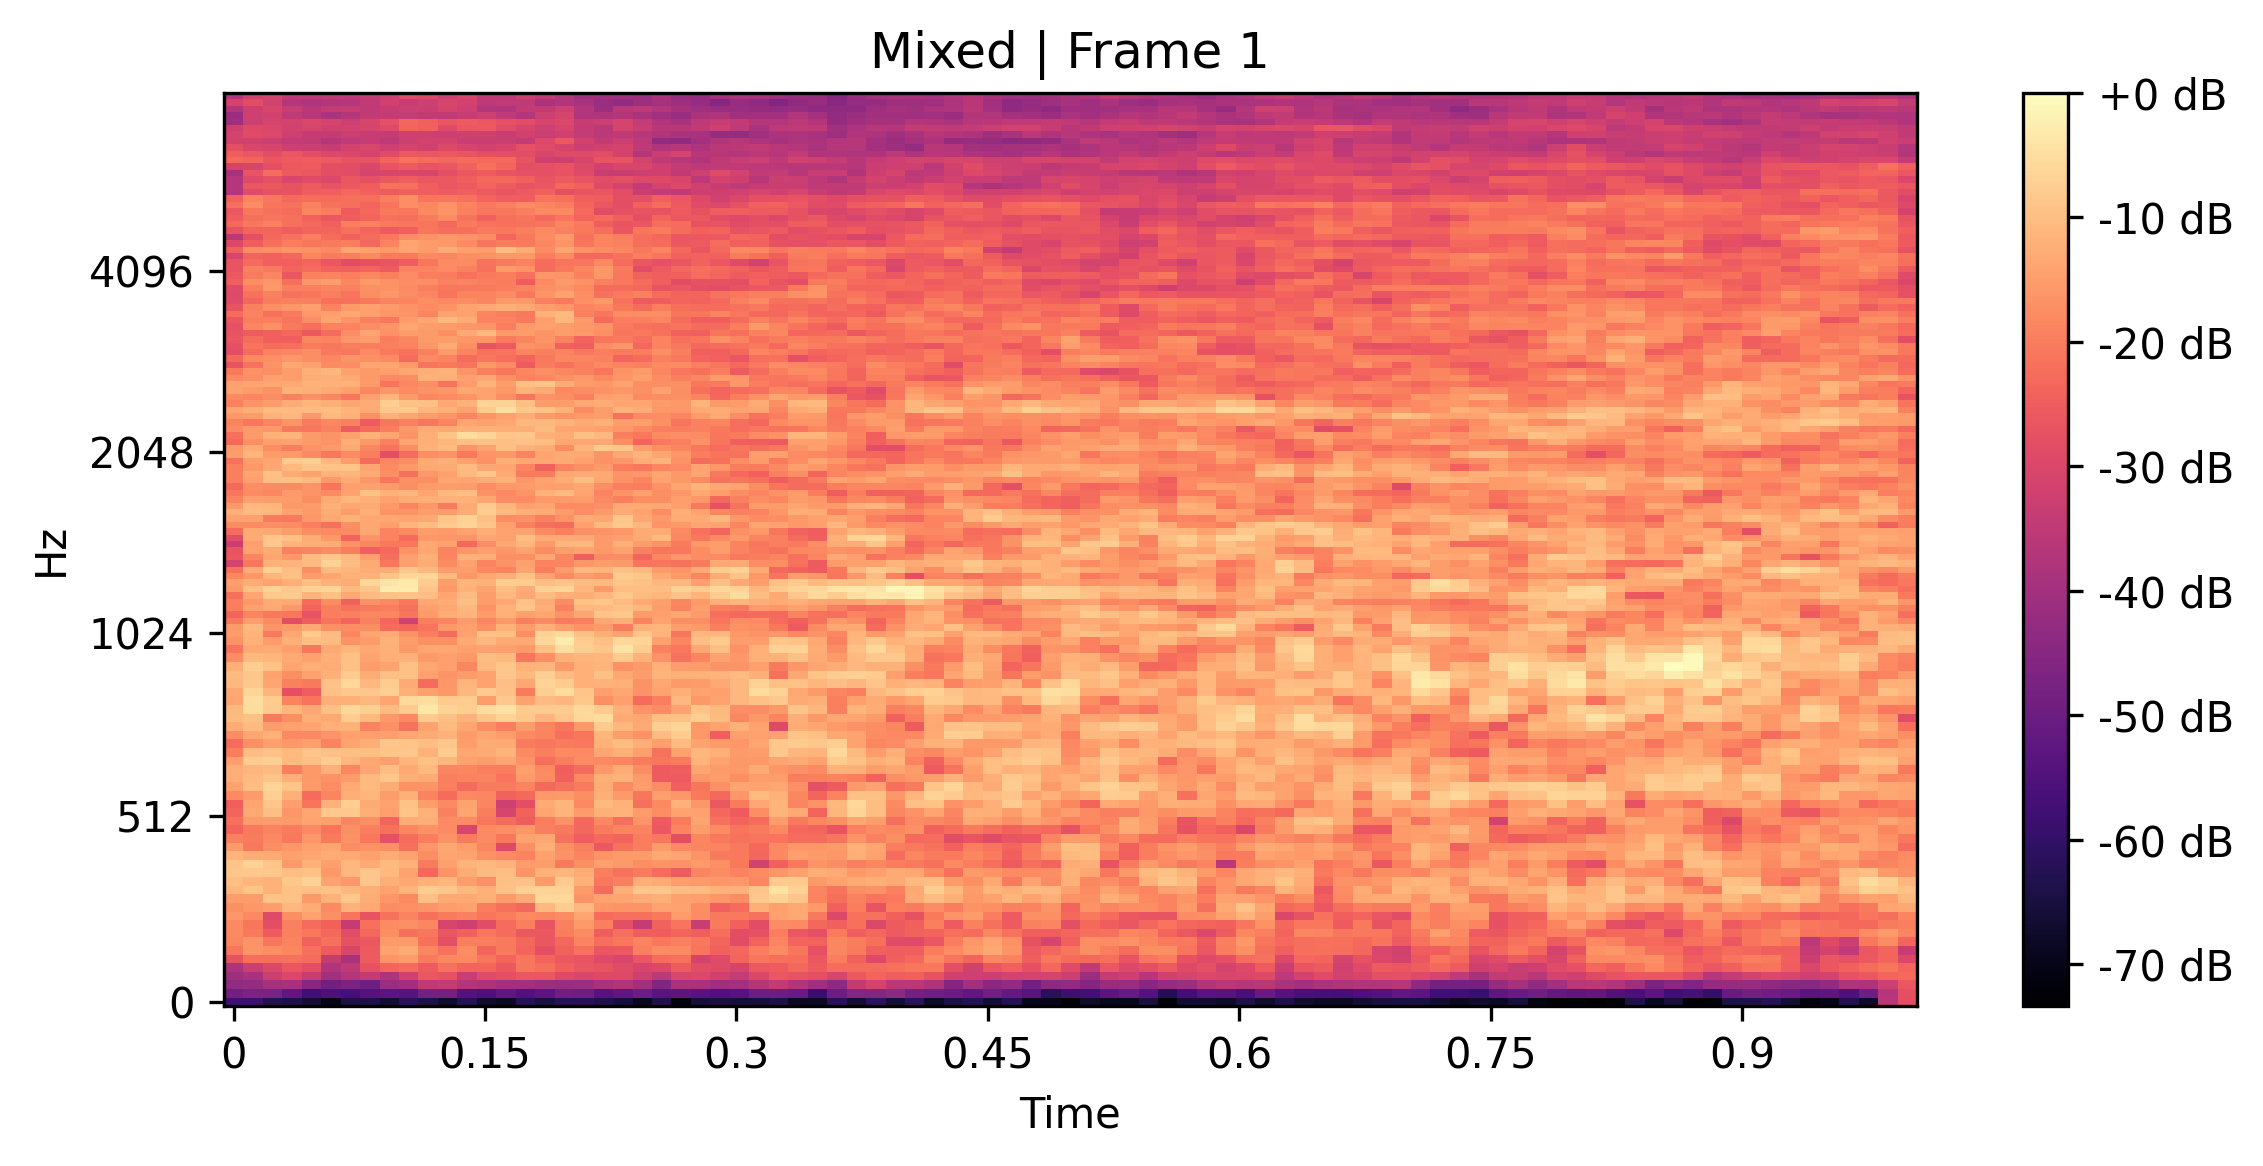 Mixed | Frame 1
+0 dB
-10 dB
-20 dB
-30 dB
-40 dB
-50 dB
-60 dB
-70 dB
Hz
4096
2048
1024
512
0
0 0.15 0.3 0.45 0.6 0.75 0.9
Time